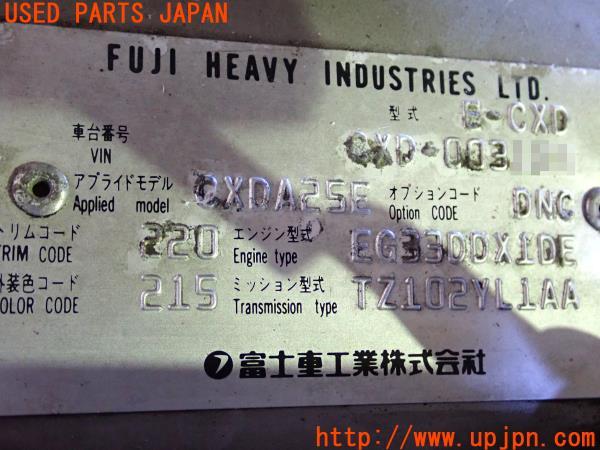 USED PARTS JAPAN
FUJI HEAVY INDUSTRIES LTD.
型式 E-CXD
車台番号 CXD-003
VIN
アプライドモデル CXDA25E オプションコード DNC
Applied model Option CODE
トリムコード 220 エンジン型式 EG33DDX1DE
TRIM CODE Engine type
外装色コード 215 ミッション型式 TZ102YL1AA
COLOR CODE Transmission type
富士重工業株式会社
http://www.upjpn.com/